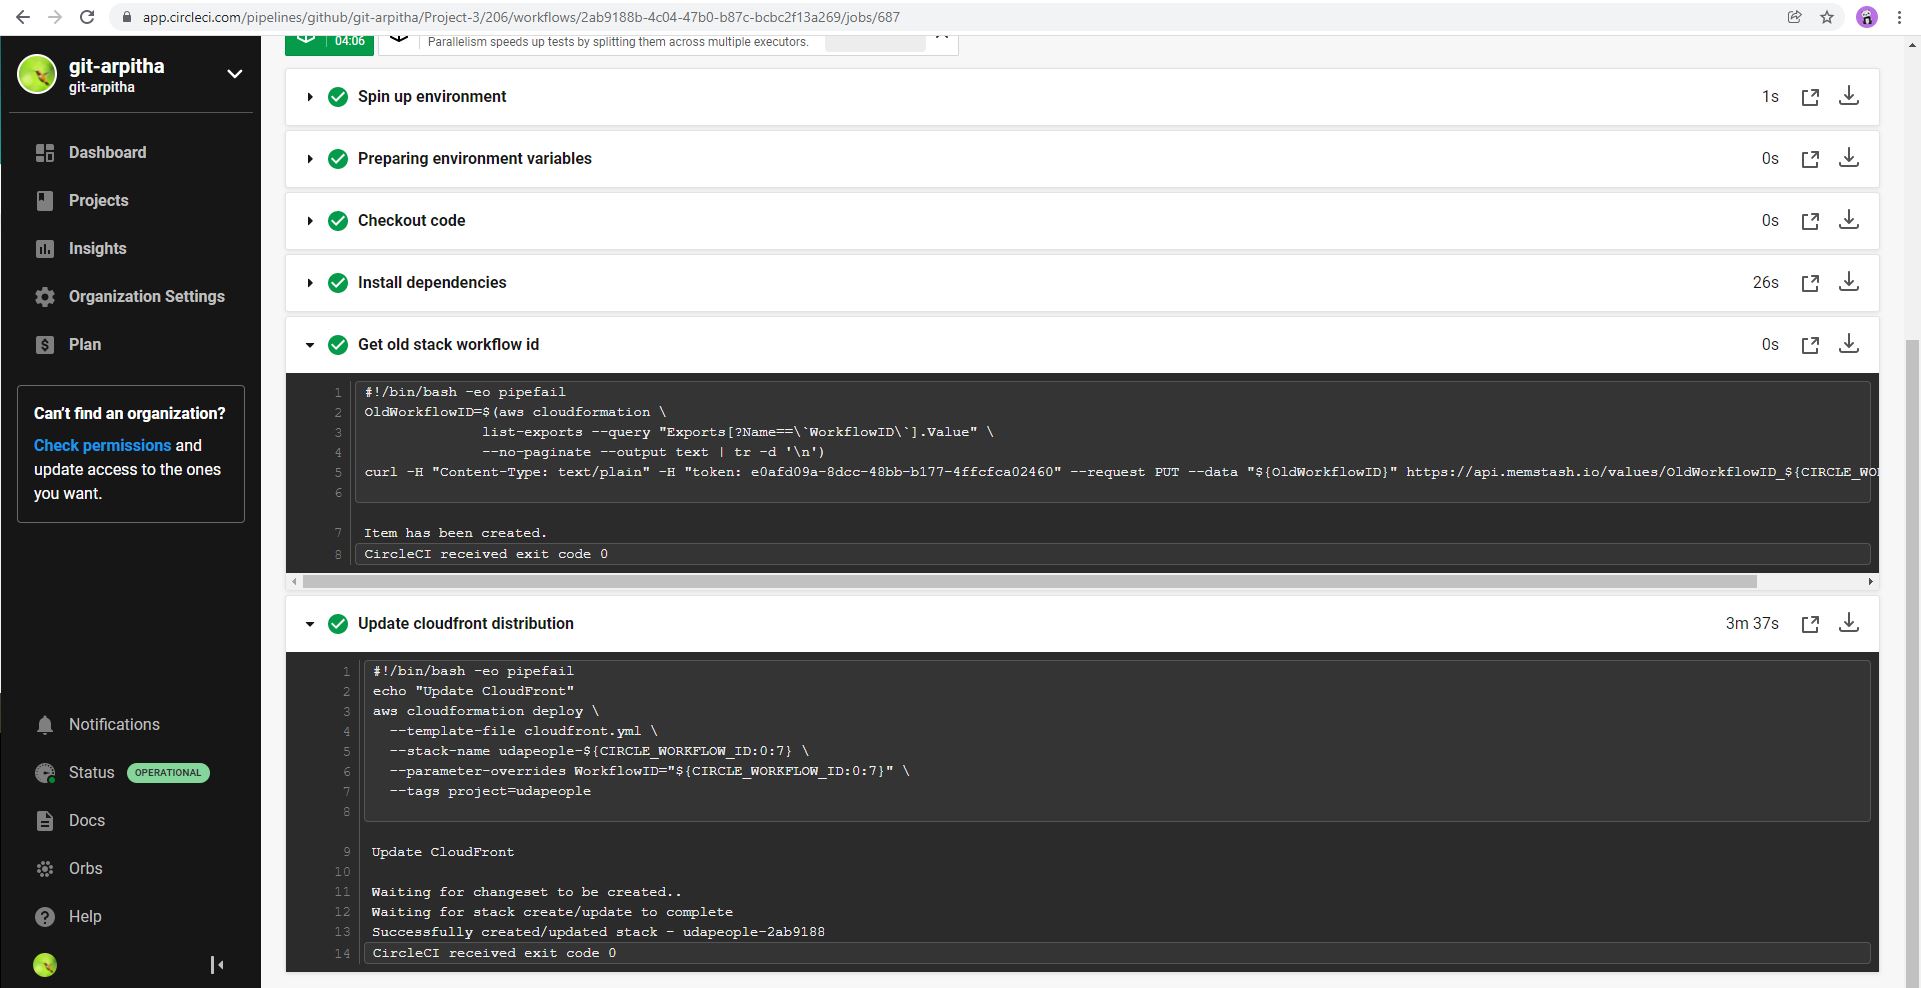 app.circleci.com/pipelines/github/git-arpitha/Project-3/206/workflows/2ab9188b-4c04-47b0-b87c-bcbc2f13a269/jobs/687
git-arpitha
git-arpitha
Dashboard
Projects
Insights
Organization Settings
Plan
Can't find an organization?
Check permissions and
update access to the ones
you want.
Notifications
Status OPERATIONAL
Docs
Orbs
Help
04:06
Parallelism speeds up tests by splitting them across multiple executors.
Spin up environment 1s
Preparing environment variables 0s
Checkout code 0s
Install dependencies 26s
Get old stack workflow id 0s
1 #!/bin/bash -eo pipefail
2 OldWorkflowID=$(aws cloudformation \
3 list-exports --query "Exports[?Name==\`WorkflowID\`].Value" \
4 --no-paginate --output text | tr -d '\n')
5 curl -H "Content-Type: text/plain" -H "token: e0afd09a-8dcc-48bb-b177-4ffcfca02460" --request PUT --data "${OldWorkflowID}" https://api.memstash.io/values/OldWorkflowID_${CIRCLE_WO
6
7 Item has been created.
8 CircleCI received exit code 0
Update cloudfront distribution 3m 37s
1 #!/bin/bash -eo pipefail
2 echo "Update CloudFront"
3 aws cloudformation deploy \
4 --template-file cloudfront.yml \
5 --stack-name udapeople-${CIRCLE_WORKFLOW_ID:0:7} \
6 --parameter-overrides WorkflowID="${CIRCLE_WORKFLOW_ID:0:7}" \
7 --tags project=udapeople
8
9 Update CloudFront
10
11 Waiting for changeset to be created..
12 Waiting for stack create/update to complete
13 Successfully created/updated stack - udapeople-2ab9188
14 CircleCI received exit code 0